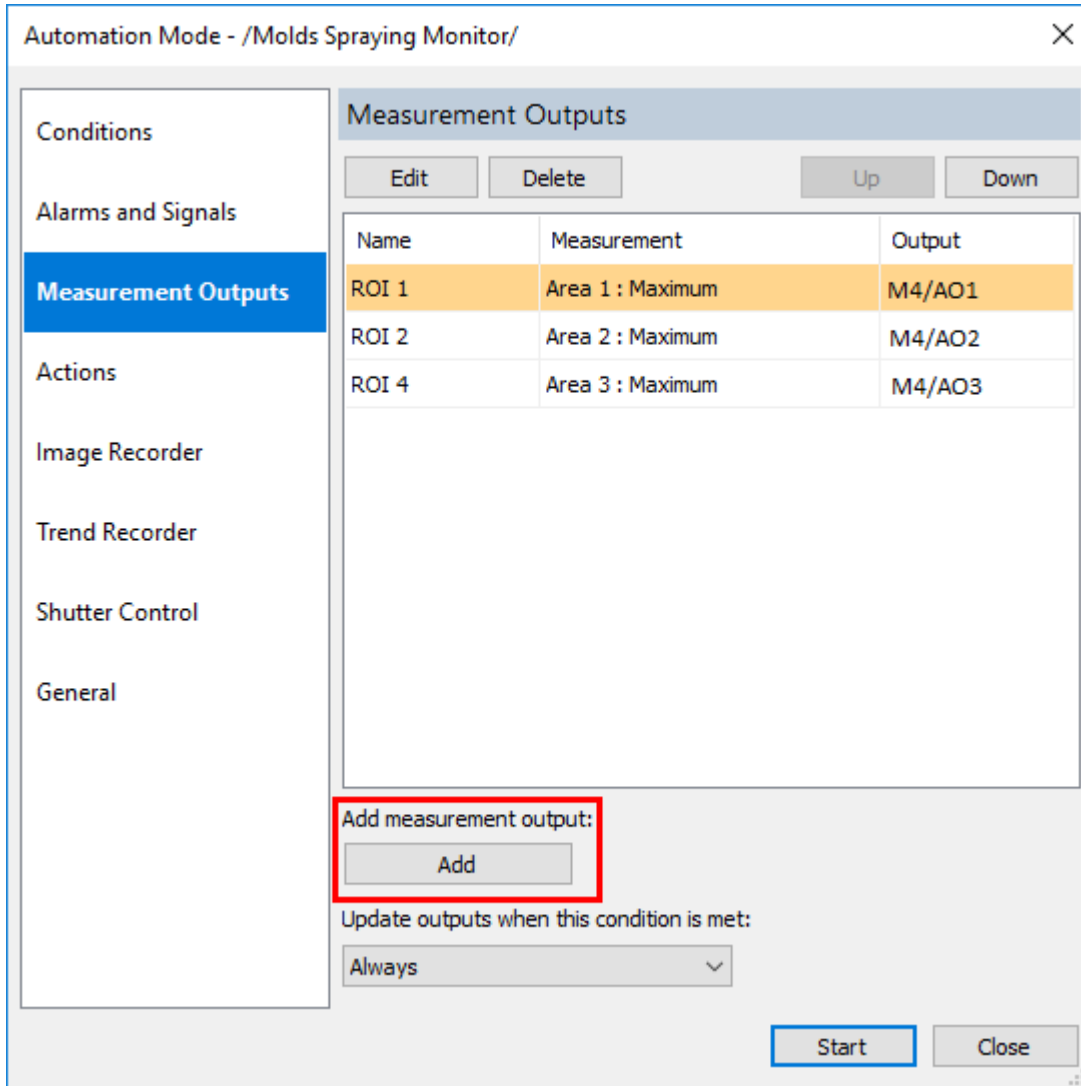 Automation Mode - /Molds Spraying Monitor/
Conditions
Alarms and Signals
Measurement Outputs
Actions
Image Recorder
Trend Recorder
Shutter Control
General
Measurement Outputs
Edit Delete Up Down
Name Measurement Output
ROI 1 Area 1 : Maximum M4/AO1
ROI 2 Area 2 : Maximum M4/AO2
ROI 4 Area 3 : Maximum M4/AO3
Add measurement output:
Add
Update outputs when this condition is met:
Always
Start Close